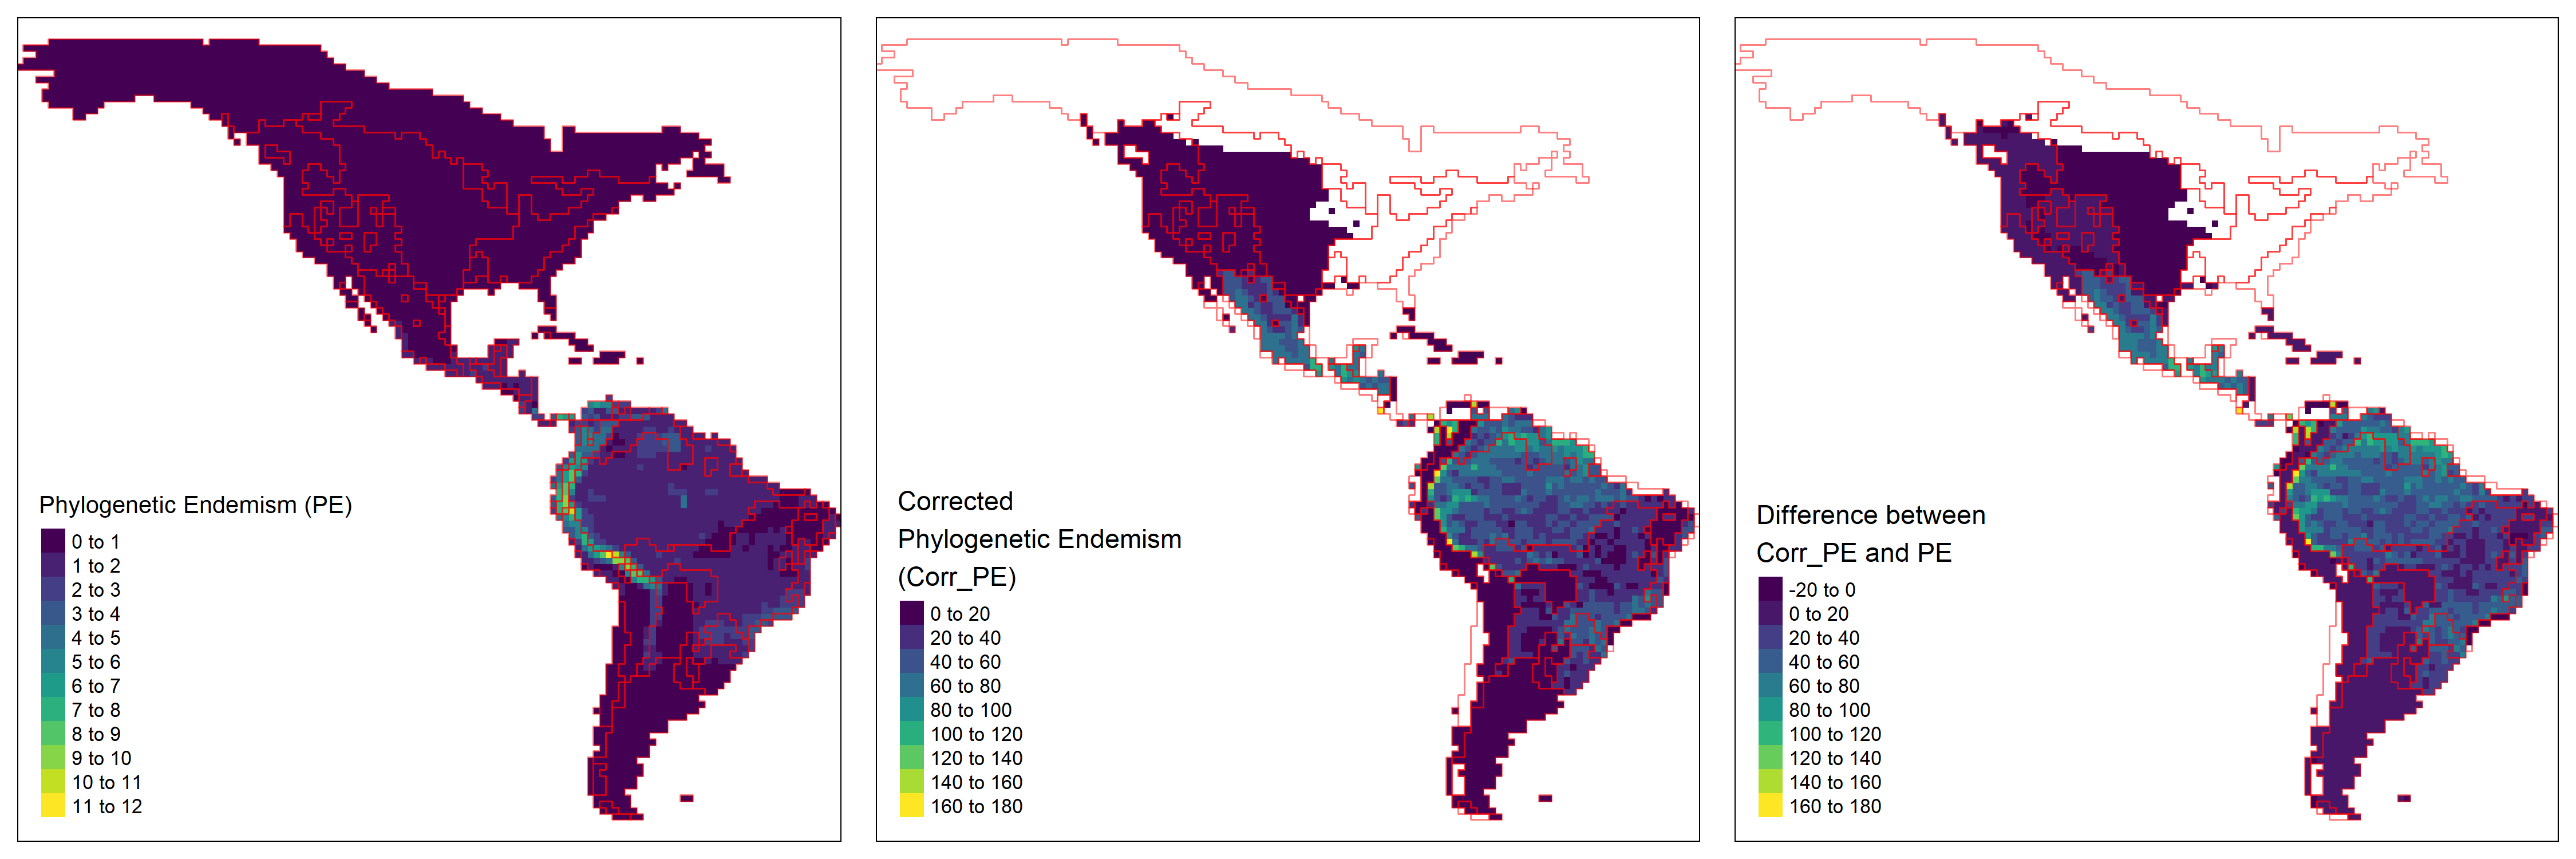 Phylogenetic Endemism (PE)
0 to 1
1 to 2
2 to 3
3 to 4
4 to 5
5 to 6
6 to 7
7 to 8
8 to 9
9 to 10
10 to 11
11 to 12
Corrected
Phylogenetic Endemism
(Corr_PE)
0 to 20
20 to 40
40 to 60
60 to 80
80 to 100
100 to 120
120 to 140
140 to 160
160 to 180
Difference between
Corr_PE and PE
-20 to 0
0 to 20
20 to 40
40 to 60
60 to 80
80 to 100
100 to 120
120 to 140
140 to 160
160 to 180